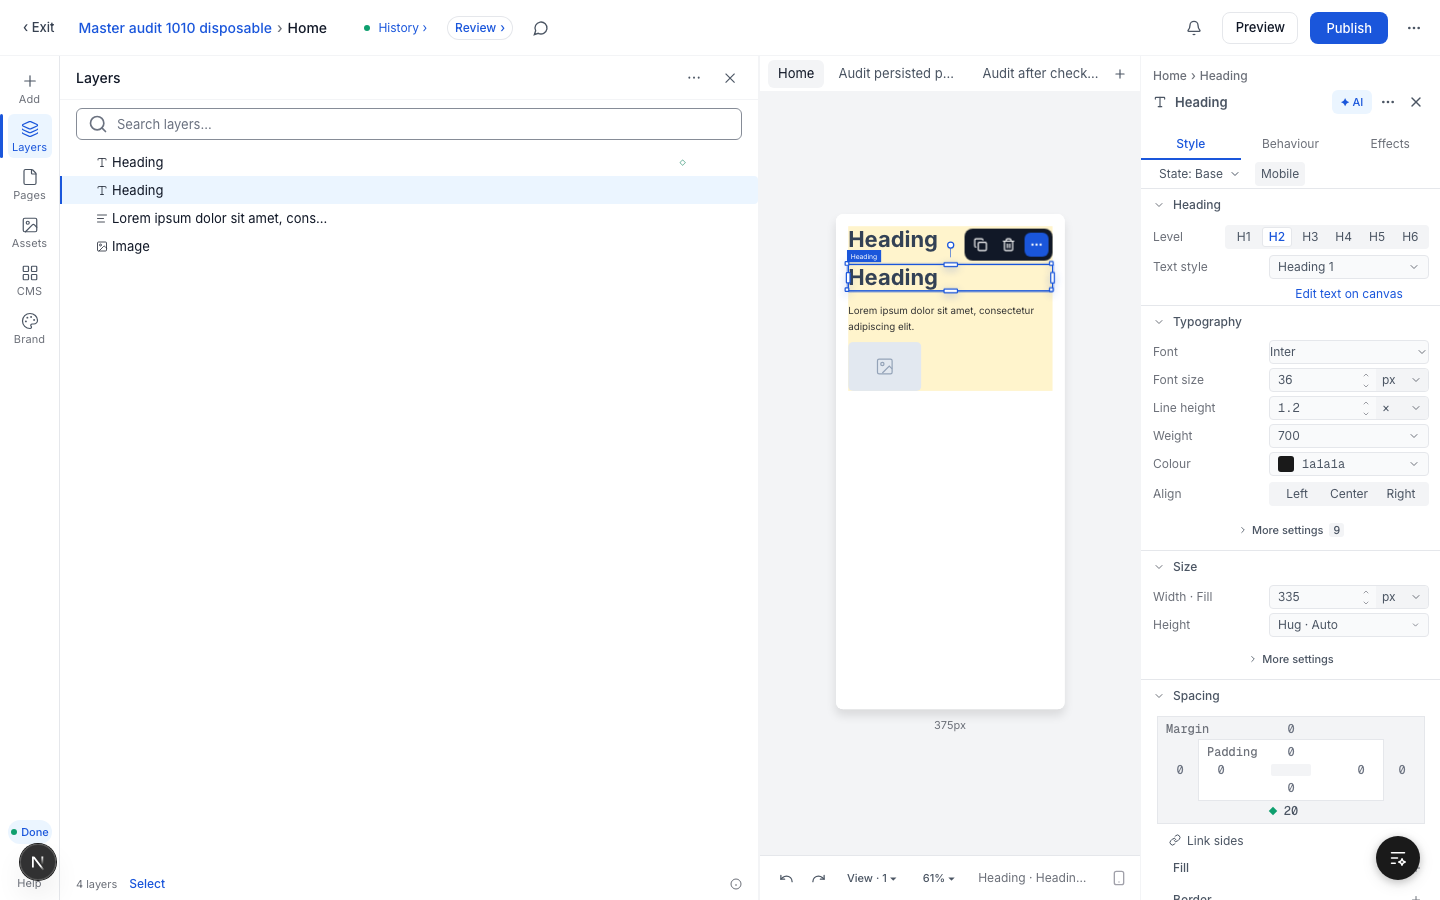 ‹ Exit
Master audit 1010 disposable › Home
History ›
Review ›
Preview
Publish
Add
Layers
Pages
Assets
CMS
Brand
Done
N
Help
Layers
Search layers...
Heading
Heading
Lorem ipsum dolor sit amet, cons...
Image
4 layers
Select
Home
Audit persisted p...
Audit after check...
Heading
Heading
Heading
Lorem ipsum dolor sit amet, consectetur
adipiscing elit.
375px
View · 1
61%
Heading · Headin...
Home › Heading
Heading
AI
Style
Behaviour
Effects
State: Base
Mobile
Heading
Level
H1 H2 H3 H4 H5 H6
Text style
Heading 1
Edit text on canvas
Typography
Font
Inter
Font size
36
px
Line height
1.2
×
Weight
700
Colour
1a1a1a
Align
Left
Center
Right
More settings 9
Size
Width · Fill
335
px
Height
Hug · Auto
More settings
Spacing
Margin 0
Padding 0
0 0 0 0
0
20
Link sides
Fill
Border